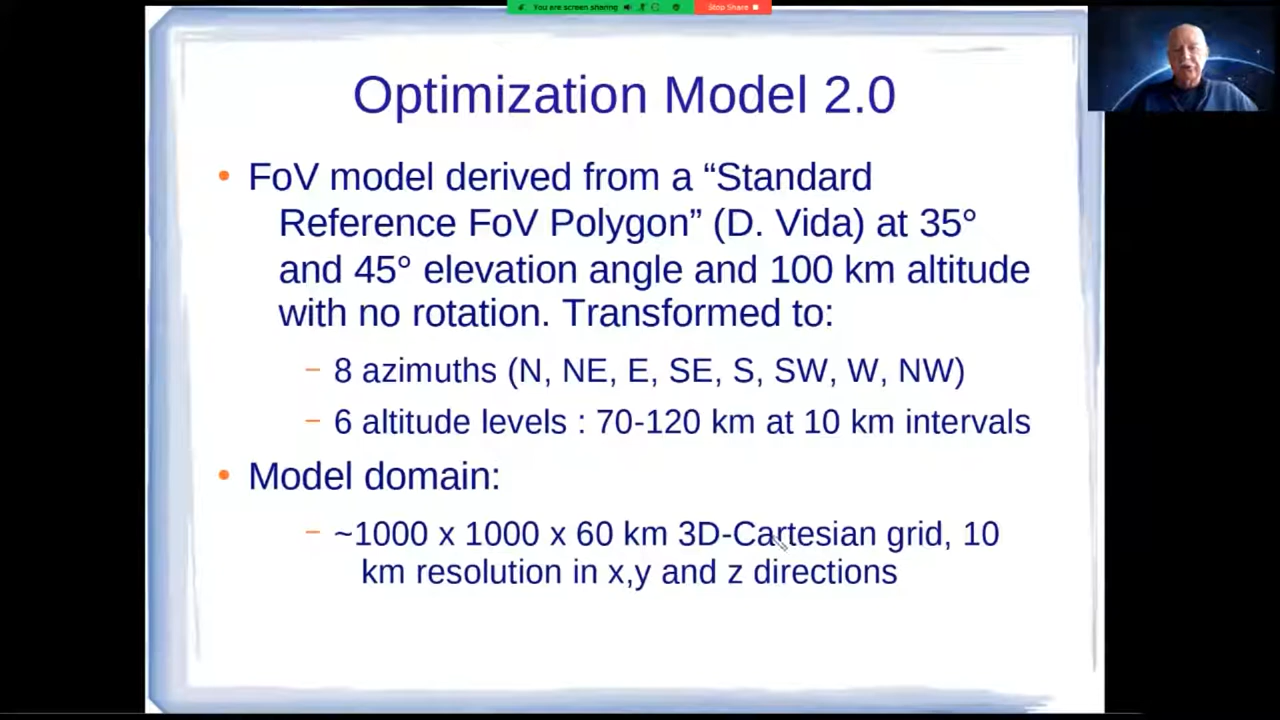 You are screen sharing
Stop Share
Optimization Model 2.0
• FoV model derived from a “Standard
Reference FoV Polygon” (D. Vida) at 35°
and 45° elevation angle and 100 km altitude
with no rotation. Transformed to:
– 8 azimuths (N, NE, E, SE, S, SW, W, NW)
– 6 altitude levels : 70-120 km at 10 km intervals
• Model domain:
– ~1000 x 1000 x 60 km 3D-Cartesian grid, 10
km resolution in x,y and z directions